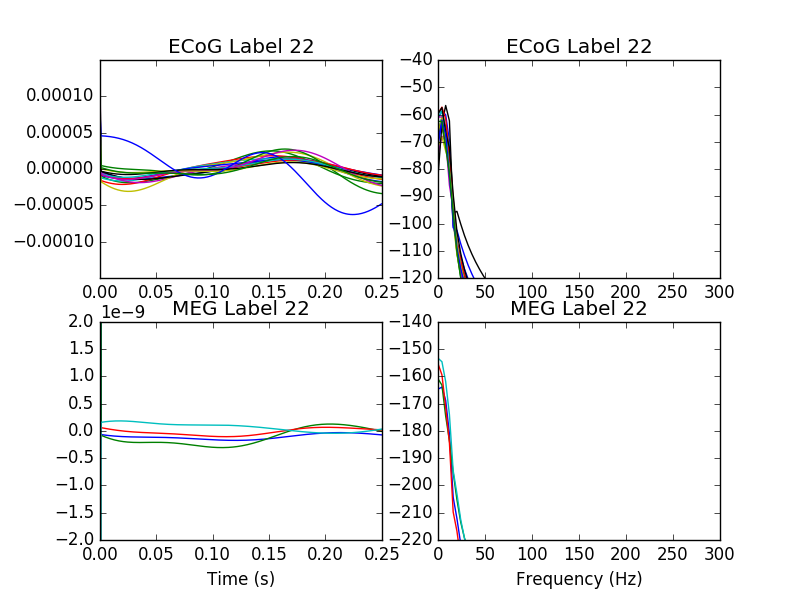 ECoG Label 22
0.00010
0.00005
0.00000
−0.00005
−0.00010
0.00 0.05 0.10 0.15 0.20 0.25
ECoG Label 22
−40
−50
−60
−70
−80
−90
−100
−110
−120
0 50 100 150 200 250 300
1e−9
MEG Label 22
2.0
1.5
1.0
0.5
0.0
−0.5
−1.0
−1.5
−2.0
0.00 0.05 0.10 0.15 0.20 0.25
Time (s)
MEG Label 22
−140
−150
−160
−170
−180
−190
−200
−210
−220
0 50 100 150 200 250 300
Frequency (Hz)